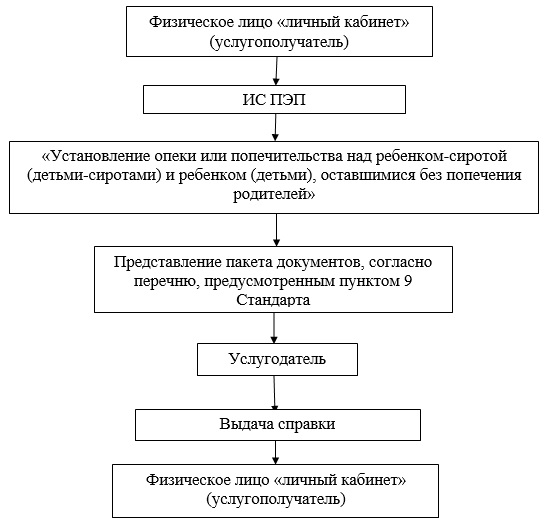 Физическое лицо «личный кабинет»
(услугополучатель)
ИС ПЭП
«Установление опеки или попечительства над ребенком-сиротой
(детьми-сиротами) и ребенком (детьми), оставшимися без попечения
родителей»
Представление пакета документов, согласно
перечню, предусмотренным пунктом 9
Стандарта
Услугодатель
Выдача справки
Физическое лицо «личный кабинет»
(услугополучатель)